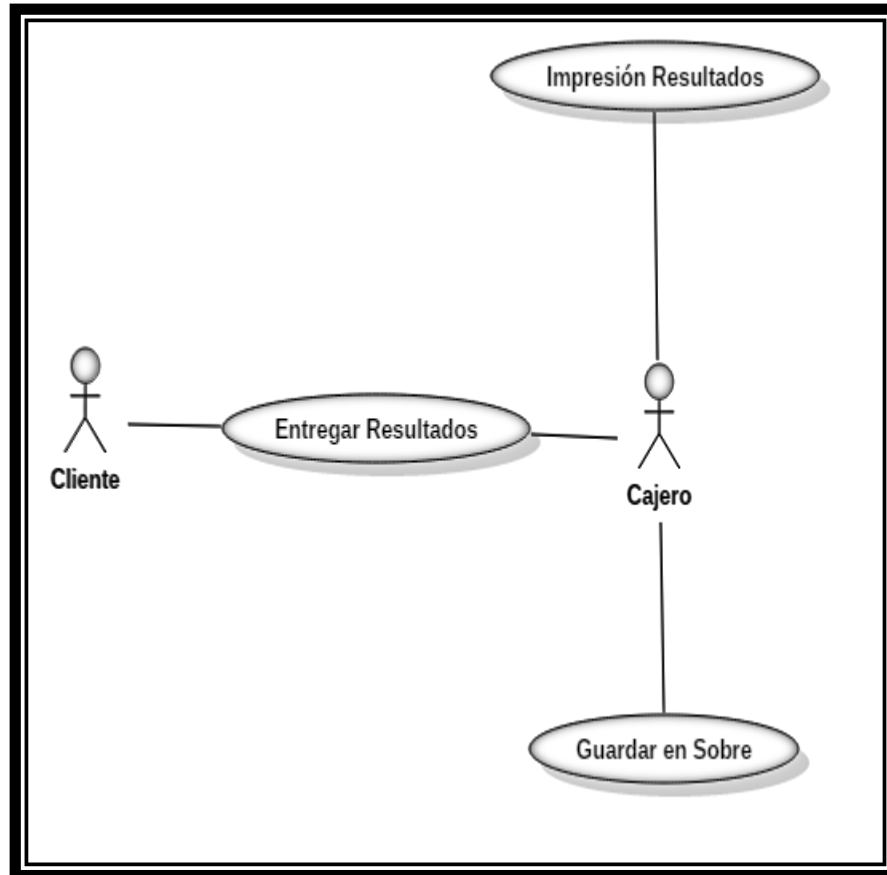 Impresión Resultados
Entregar Resultados
Cliente
Cajero
Guardar en Sobre